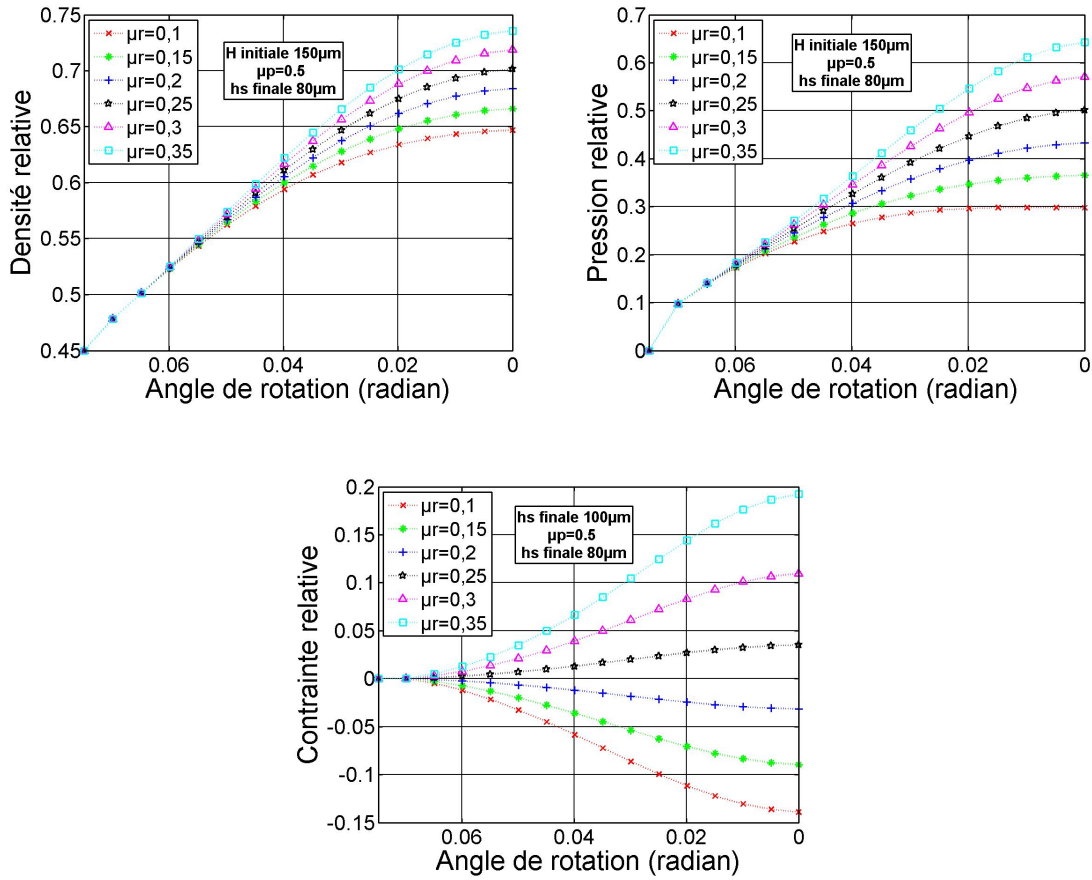 0.75
0.7
0.65
0.6
0.55
0.5
0.45
Densité relative
µr=0,1
µr=0,15
µr=0,2
µr=0,25
µr=0,3
µr=0,35
H initiale 150µm
µp=0.5
hs finale 80µm
0.06
0.04
0.02
0
Angle de rotation (radian)
0.7
0.6
0.5
0.4
0.3
0.2
0.1
0
Pression relative
µr=0,1
µr=0,15
µr=0,2
µr=0,25
µr=0,3
µr=0,35
H initiale 150µm
µp=0.5
hs finale 80µm
0.06
0.04
0.02
0
Angle de rotation (radian)
0.2
0.15
0.1
0.05
0
-0.05
-0.1
-0.15
Contrainte relative
µr=0,1
µr=0,15
µr=0,2
µr=0,25
µr=0,3
µr=0,35
hs finale 100µm
µp=0.5
hs finale 80µm
0.06
0.04
0.02
0
Angle de rotation (radian)